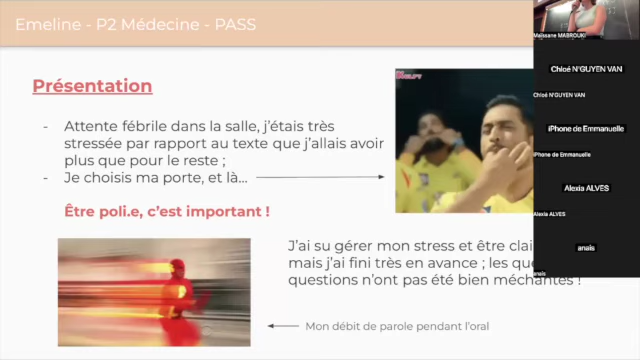 Emeline - P2 Médecine - PASS
Présentation
- Attente fébrile dans la salle, j'étais très
stressée par rapport au texte que j'allais avoir
plus que pour le reste ;
- Je choisis ma porte, et là...
Être poli.e, c'est important !
J'ai su gérer mon stress et être clai
mais j'ai fini très en avance ; les que
questions n'ont pas été bien méchantes !
Mon débit de parole pendant l'oral
Maïssane MABROUKI
Chloé N'GUYEN VAN
Chloé N'GUYEN VAN
iPhone de Emmanuelle
iPhone de Emmanuelle
Alexia ALVES
Alexia ALVES
anais
anais